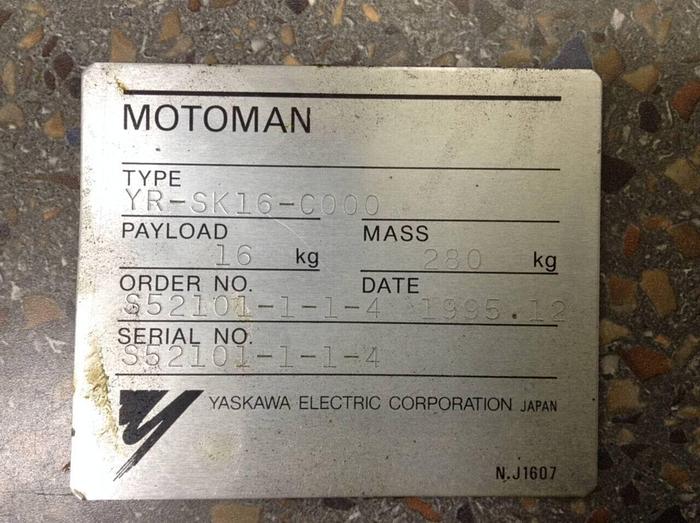 MOTOMAN
TYPE
YR-SK16-C000
PAYLOAD 16 kg MASS 280 kg
ORDER NO. DATE
S52101-1-1-4 1995.12
SERIAL NO.
S52101-1-1-4
YASKAWA ELECTRIC CORPORATION JAPAN
N.J1607